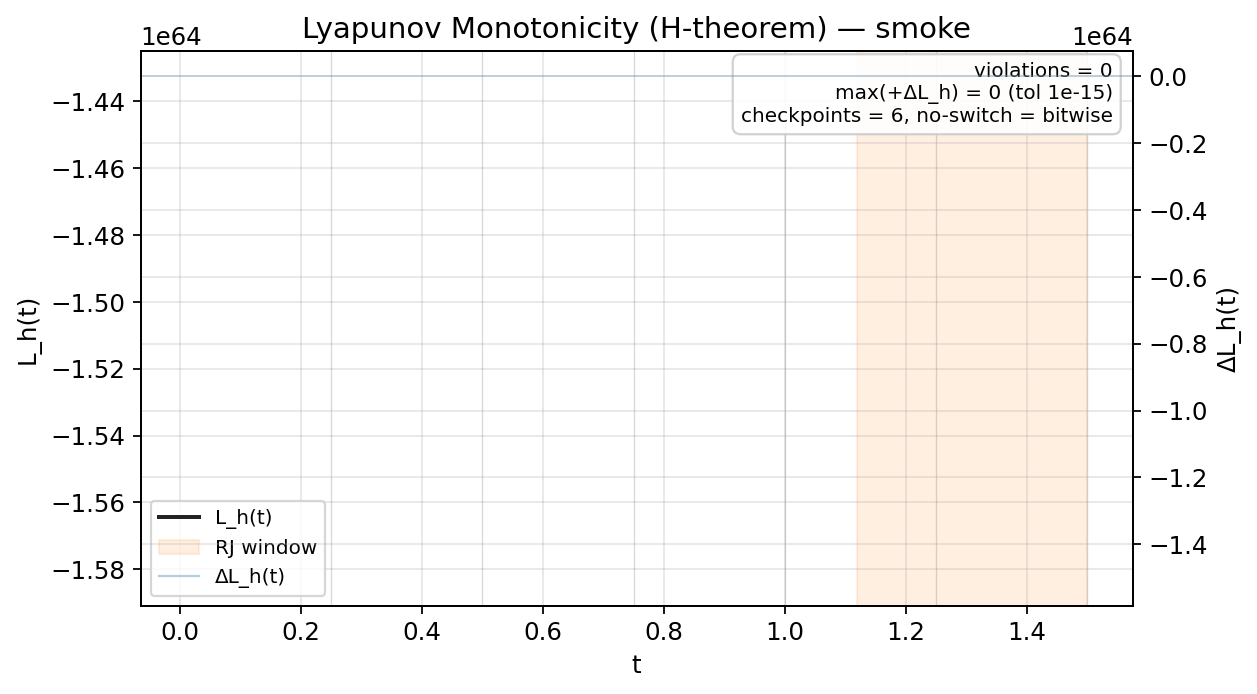 Lyapunov Monotonicity (H-theorem) — smoke
1e64
1e64
violations = 0
max(+ΔL_h) = 0 (tol 1e-15)
checkpoints = 6, no-switch = bitwise
−1.44
−1.46
−1.48
−1.50
−1.52
−1.54
−1.56
−1.58
L_h(t)
0.0
−0.2
−0.4
−0.6
−0.8
−1.0
−1.2
−1.4
ΔL_h(t)
L_h(t)
RJ window
ΔL_h(t)
0.0
0.2
0.4
0.6
0.8
1.0
1.2
1.4
t